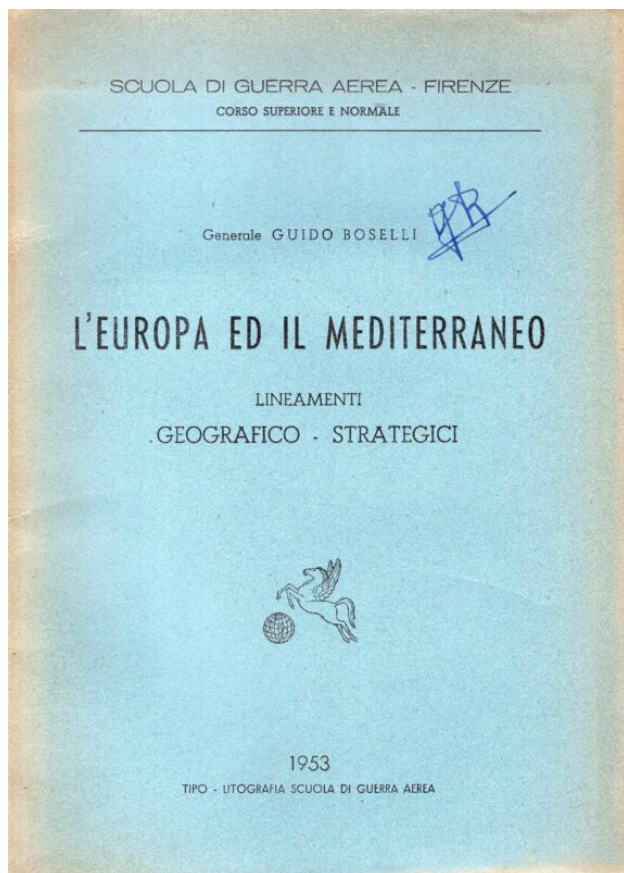 SCUOLA DI GUERRA AEREA - FIRENZE
CORSO SUPERIORE E NORMALE
Generale GUIDO BOSELLI
L'EUROPA ED IL MEDITERRANEO
LINEAMENTI
GEOGRAFICO - STRATEGICI
1953
TIPO - LITOGRAFIA SCUOLA DI GUERRA AEREA